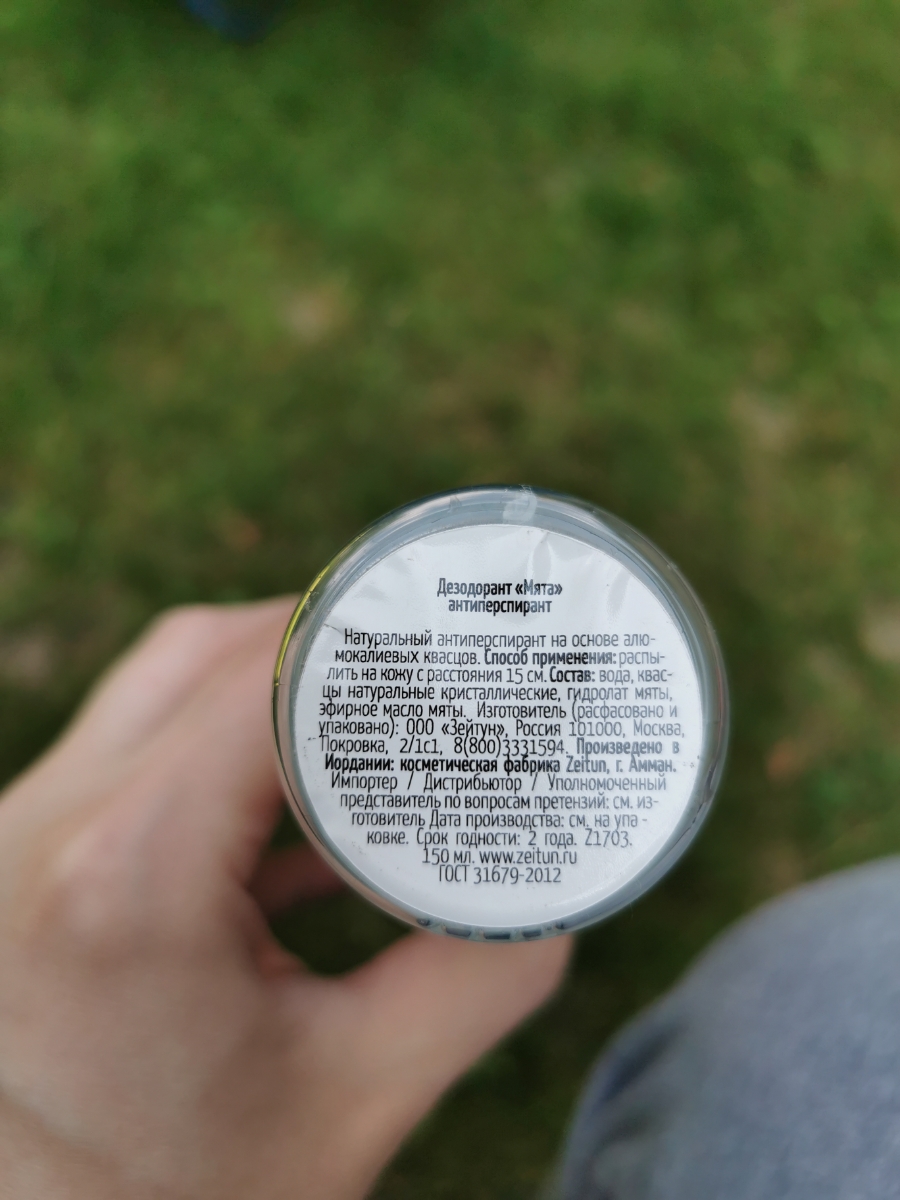 Дезодорант «Мята»
антиперспирант
Натуральный антиперспирант на основе алю-
мокалиевых квасцов. Способ применения: распы-
лить на кожу с расстояния 15 см. Состав: вода, квас-
цы натуральные кристаллические, гидролат мяты,
эфирное масло мяты. Изготовитель (расфасовано и
упаковано): ООО «Зейтун», Россия 101000, Москва,
Покровка, 2/1с1, 8(800)3331594. Произведено в
Иордании: косметическая фабрика Zeitun, г. Амман.
Импортер / Дистрибьютор / Уполномоченный
представитель по вопросам претензий: см. из-
готовитель Дата производства: см. на упа-
ковке. Срок годности: 2 года. Z1703.
150 мл. www.zeitun.ru
ГОСТ 31679-2012